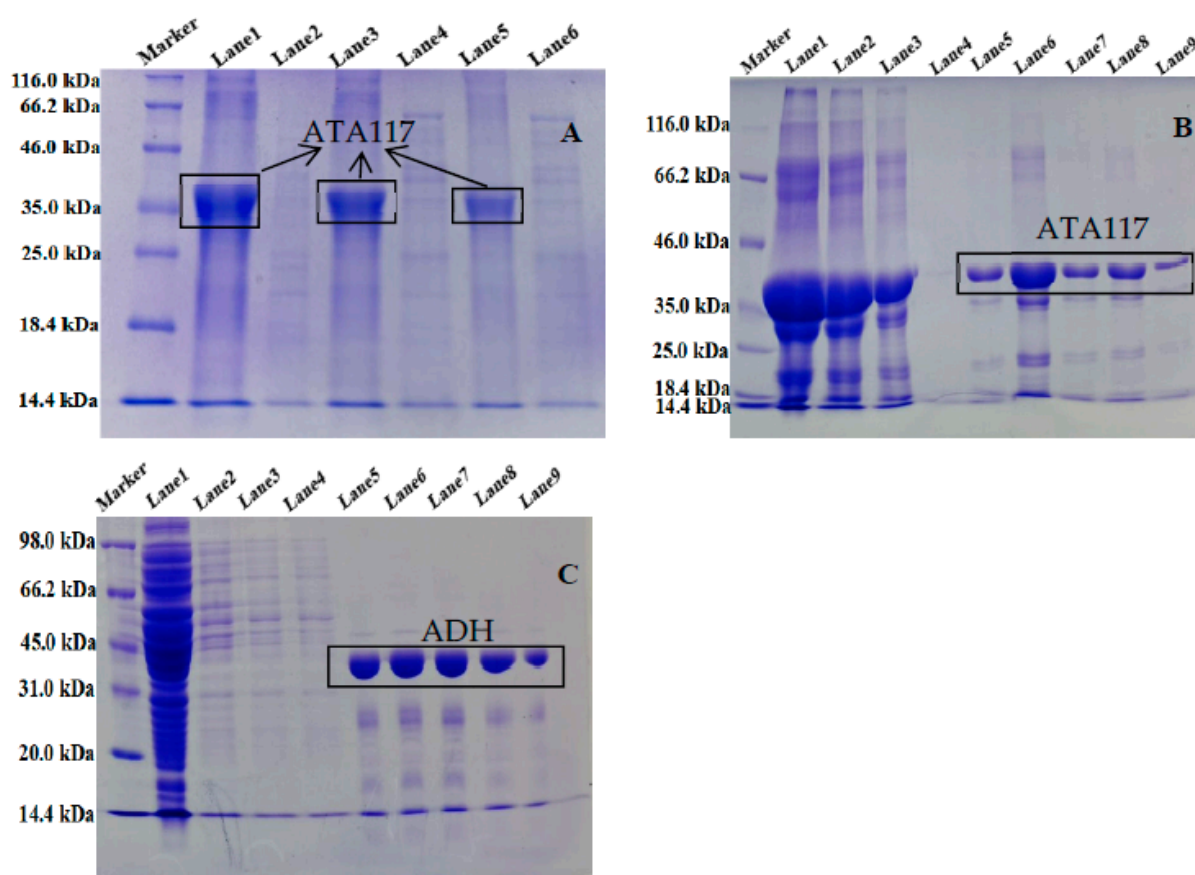 Marker Lane1 Lane2 Lane3 Lane4 Lane5 Lane6
116.0 kDa
66.2 kDa
46.0 kDa
35.0 kDa
25.0 kDa
18.4 kDa
14.4 kDa
ATA117
A
Marker Lane1 Lane2 Lane3 Lane4 Lane5 Lane6 Lane7 Lane8 Lane9
116.0 kDa
66.2 kDa
46.0 kDa
35.0 kDa
25.0 kDa
18.4 kDa
14.4 kDa
B
ATA117
Marker Lane1 Lane2 Lane3 Lane4 Lane5 Lane6 Lane7 Lane8 Lane9
98.0 kDa
66.2 kDa
45.0 kDa
31.0 kDa
20.0 kDa
14.4 kDa
C
ADH